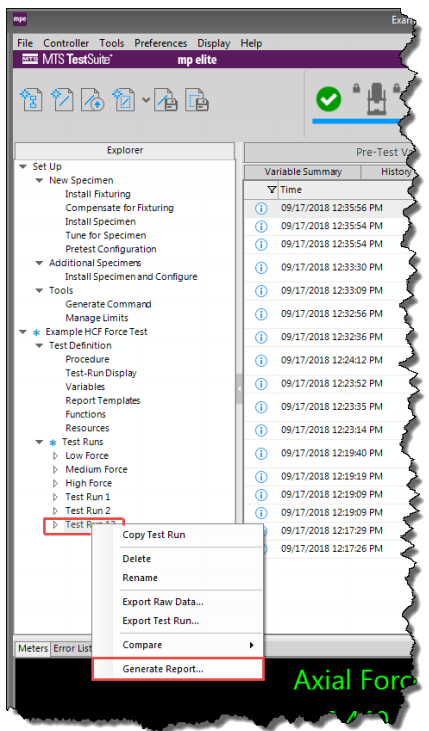 mpe
Exam
File Controller Tools Preferences Display Help
MTS TestSuite™ mp elite
Explorer
Pre-Test Va
Set Up
New Specimen
Install Fixturing
Compensate for Fixturing
Install Specimen
Tune for Specimen
Pretest Configuration
Additional Specimens
Install Specimen and Configure
Tools
Generate Command
Manage Limits
Example HCF Force Test
Test Definition
Procedure
Test-Run Display
Variables
Report Templates
Functions
Resources
Test Runs
Low Force
Medium Force
High Force
Test Run 1
Test Run 2
Test
Variable Summary History
Time
09/17/2018 12:35:56 PM
09/17/2018 12:35:54 PM
09/17/2018 12:35:54 PM
09/17/2018 12:33:30 PM
09/17/2018 12:33:09 PM
09/17/2018 12:32:56 PM
09/17/2018 12:32:36 PM
09/17/2018 12:24:12 PM
09/17/2018 12:23:52 PM
09/17/2018 12:23:35 PM
09/17/2018 12:23:14 PM
09/17/2018 12:19:40 PM
09/17/2018 12:19:19 PM
09/17/2018 12:19:09 PM
09/17/2018 12:19:09 PM
09/17/2018 12:17:29 PM
09/17/2018 12:17:26 PM
Copy Test Run
Delete
Rename
Export Raw Data...
Export Test Run...
Compare
Generate Report...
Meters Error List
Axial Forc